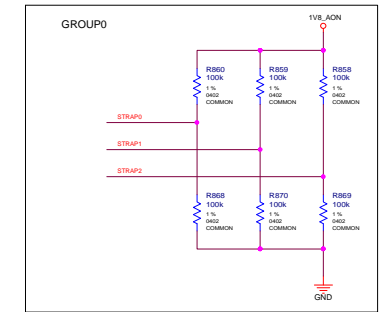 GROUP0
1V8_AON
R860
100k
1 %
0402
COMMON
R859
100k
1 %
0402
COMMON
R858
100k
1 %
0402
COMMON
STRAP0
STRAP1
STRAP2
R868
100k
1 %
0402
COMMON
R870
100k
1 %
0402
COMMON
R869
100k
1 %
0402
COMMON
GND